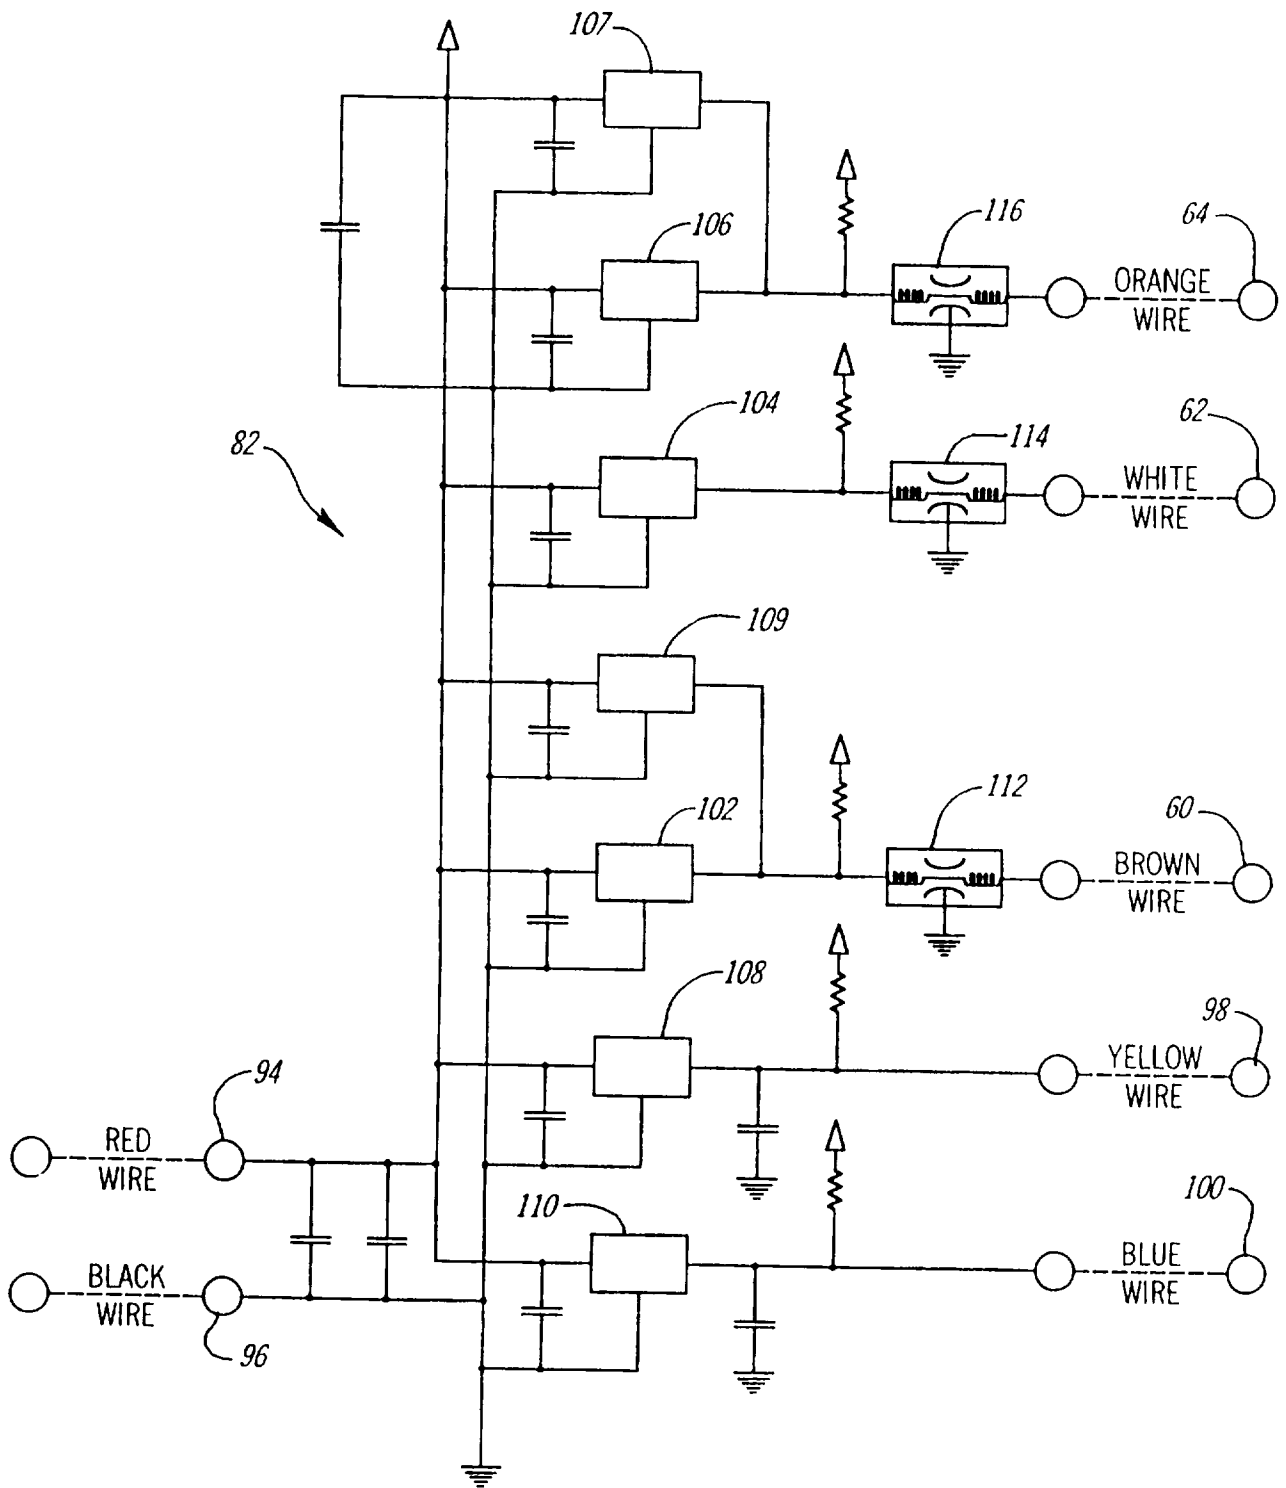 107
106
116
64
ORANGE
WIRE
104
114
62
82
WHITE
WIRE
109
102
112
60
BROWN
WIRE
108
98
94
YELLOW
WIRE
RED
WIRE
110
100
BLACK
WIRE
BLUE
WIRE
96